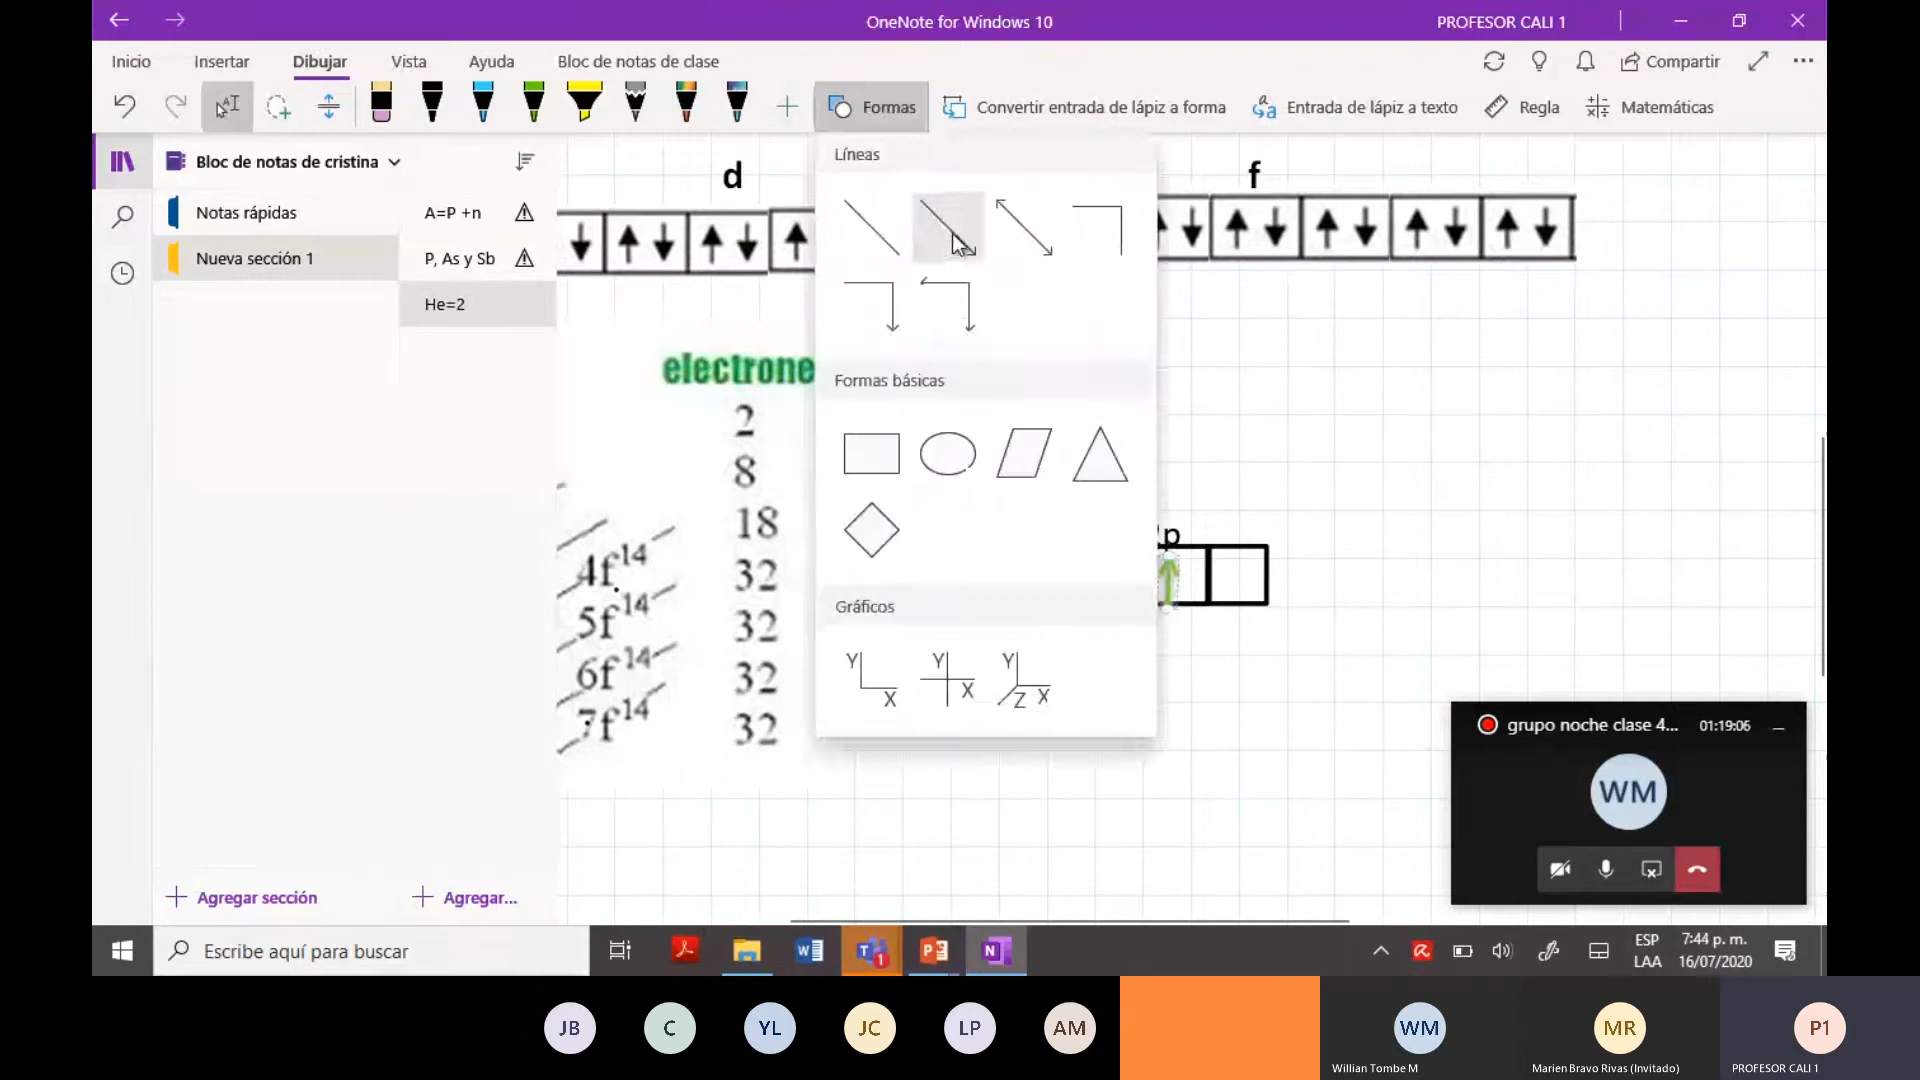 OneNote for Windows 10
PROFESOR CALI 1
Inicio
Insertar
Dibujar
Vista
Ayuda
Bloc de notas de clase
Compartir
Formas
Convertir entrada de lápiz a forma
Entrada de lápiz a texto
Regla
Matemáticas
Bloc de notas de cristina
Notas rápidas
A=P +n
Nueva sección 1
P, As y Sb
He=2
d
f
Líneas
electrone
2
8
18
4f14
32
5f14
32
6f14
32
7f14
32
Formas básicas
Gráficos
Y X
Y X
Y Z X
p
grupo noche clase 4...
01:19:06
WM
Agregar sección
Agregar...
Escribe aquí para buscar
ESP
LAA
7:44 p. m.
16/07/2020
JB
C
YL
JC
LP
AM
WM
MR
P1
Willian Tombe M
Marien Bravo Rivas (Invitado)
PROFESOR CALI 1